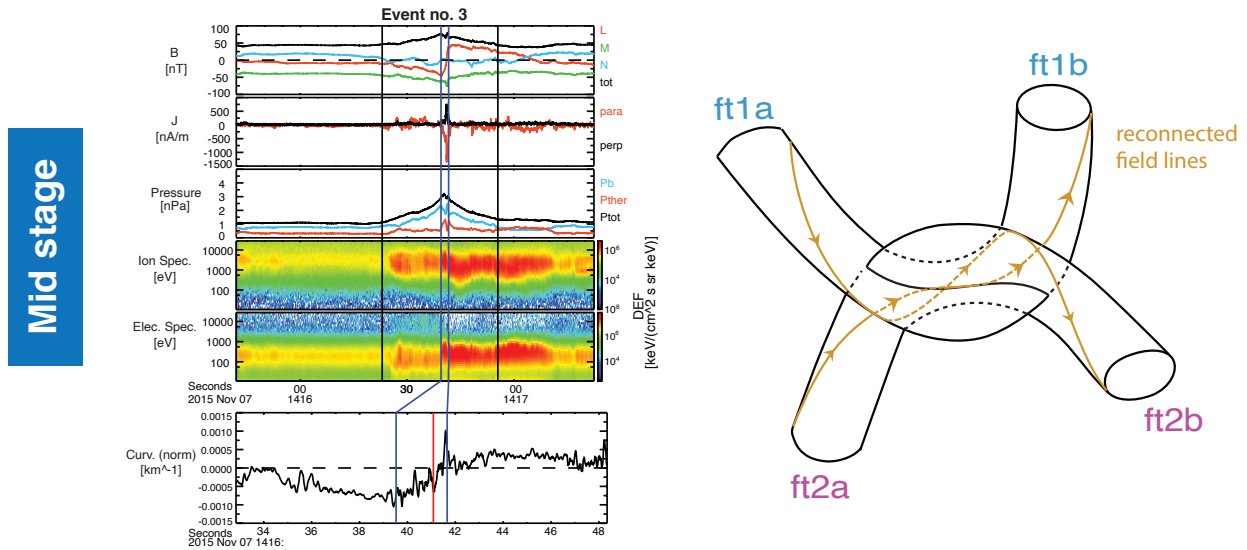 Mid stage
Event no. 3
B
[nT]
100
50
0
50
-100
L
M
N
tot
J
[nA/m
500
0
-500
-1000
-1500
para
perp
Pressure
[nPa]
4
3
2
1
0
Pb
Pther
Ptot
Ion Spec.
[eV]
10000
1000
100
10^6
10^4
10^8
Elec. Spec.
[eV]
10000
1000
100
10^6
10^4
DEF
[keV/(cm^2 s sr keV)]
Seconds
2015 Nov 07
00
1416
30
00
1417
Curv. (norm)
[km^-1]
0.0015
0.0010
0.0005
0.0000
-0.0005
-0.0010
-0.0015
34
36
38
40
42
44
46
48
Seconds
2015 Nov 07 1416:
ft1a
ft1b
reconnected
field lines
ft2a
ft2b